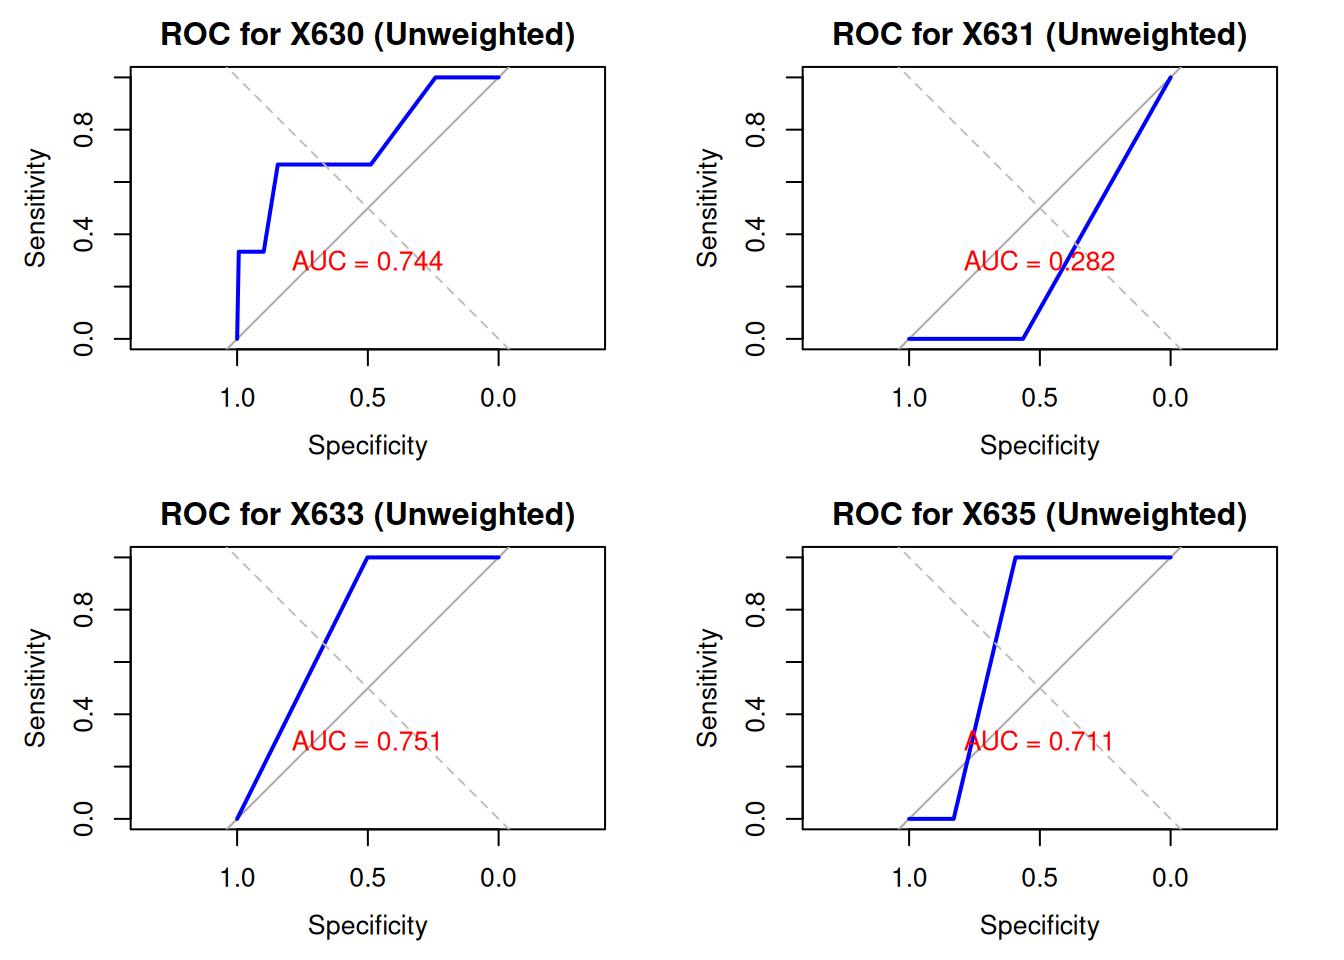 ROC for X630 (Unweighted)
Sensitivity
0.0
0.4
0.8
AUC = 0.744
1.0 0.5 0.0
Specificity
ROC for X631 (Unweighted)
Sensitivity
0.0
0.4
0.8
AUC = 0.282
1.0 0.5 0.0
Specificity
ROC for X633 (Unweighted)
Sensitivity
0.0
0.4
0.8
AUC = 0.751
1.0 0.5 0.0
Specificity
ROC for X635 (Unweighted)
Sensitivity
0.0
0.4
0.8
AUC = 0.711
1.0 0.5 0.0
Specificity